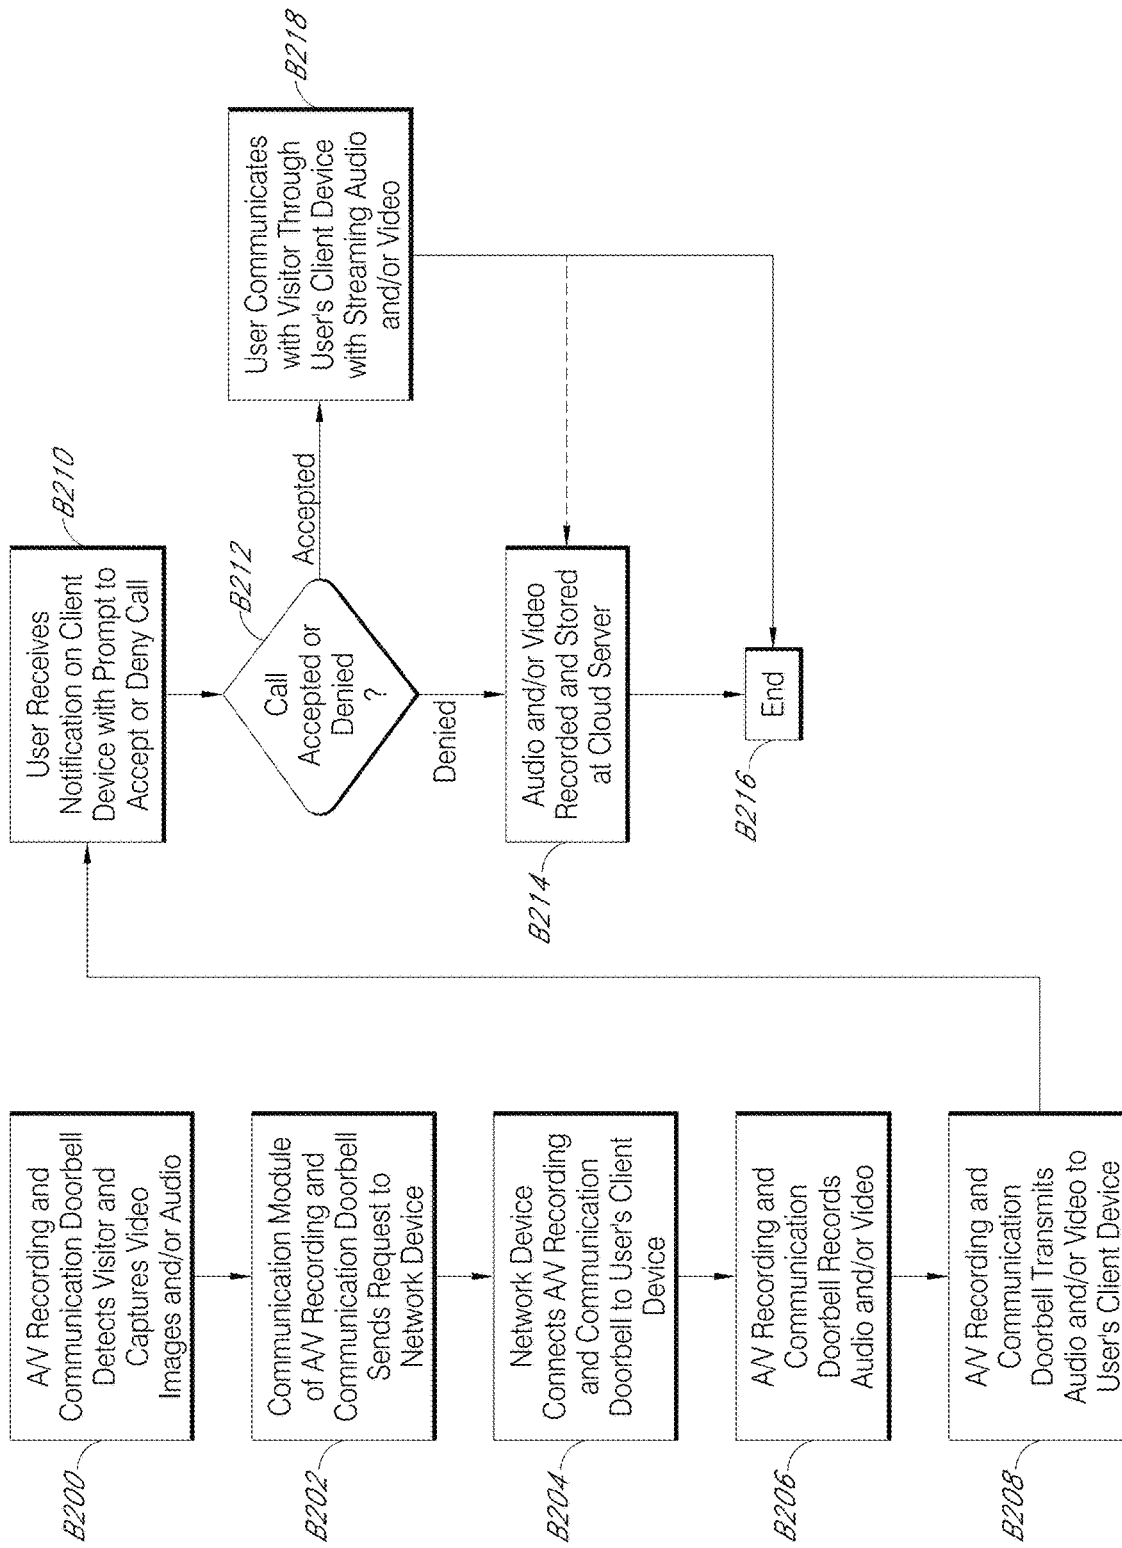 B200
A/V Recording and
Communication Doorbell
Detects Visitor and
Captures Video
Images and/or Audio
B202
Communication Module
of A/V Recording and
Communication Doorbell
Sends Request to
Network Device
B204
Network Device
Connects A/V Recording
and Communication
Doorbell to User's Client
Device
B206
A/V Recording and
Communication
Doorbell Records
Audio and/or Video
B208
A/V Recording and
Communication
Doorbell Transmits
Audio and/or Video to
User's Client Device
B210
User Receives
Notification on Client
Device with Prompt to
Accept or Deny Call
B212
Call
Accepted or
Denied
?
Accepted
Denied
B218
User Communicates
with Visitor Through
User's Client Device
with Streaming Audio
and/or Video
B214
Audio and/or Video
Recorded and Stored
at Cloud Server
B216
End